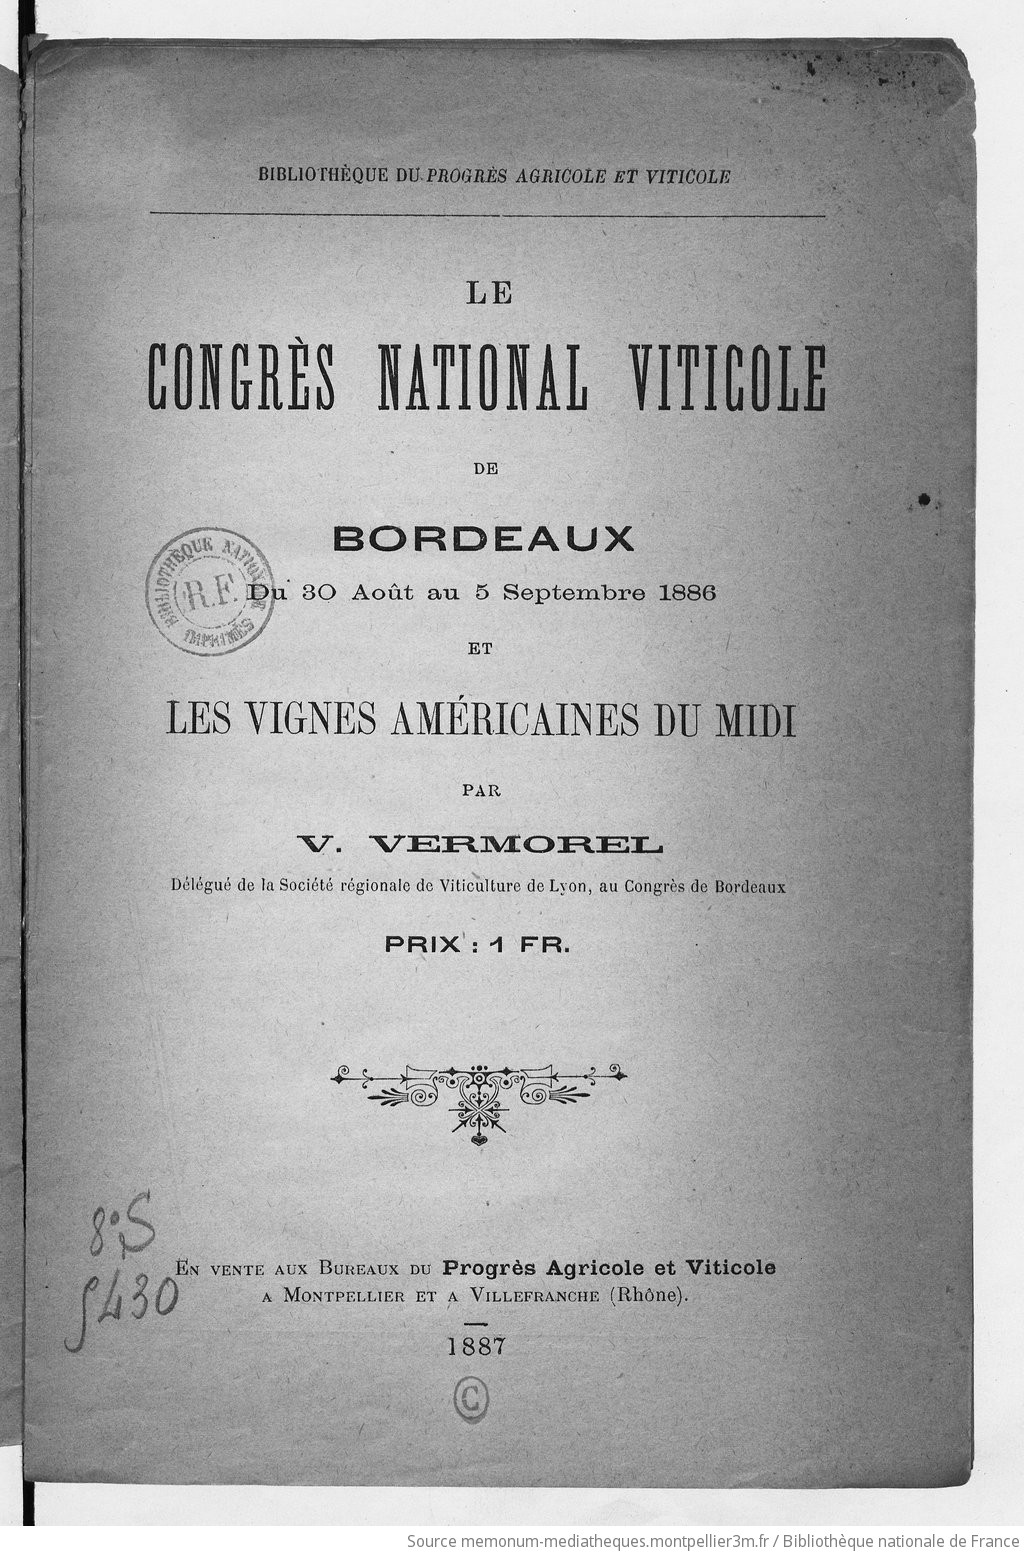 BIBLIOTHÈQUE DU PROGRÈS AGRICOLE ET VITICOLE
LE
CONGRÈS NATIONAL VITICOLE
DE
BORDEAUX
Du 30 Août au 5 Septembre 1886
BIBLIOTHÈQUE NATIONALE
R.F.
IMPRIMÉS
ET
LES VIGNES AMÉRICAINES DU MIDI
PAR
V. VERMOREL
Délégué de la Société régionale de Viticulture de Lyon, au Congrès de Bordeaux
PRIX : 1 FR.
8° S
5430
EN VENTE AUX BUREAUX DU Progrès Agricole et Viticole
A MONTPELLIER ET A VILLEFRANCHE (Rhône).
1887
C
Source memonum-mediatheques.montpellier3m.fr / Bibliothèque nationale de France